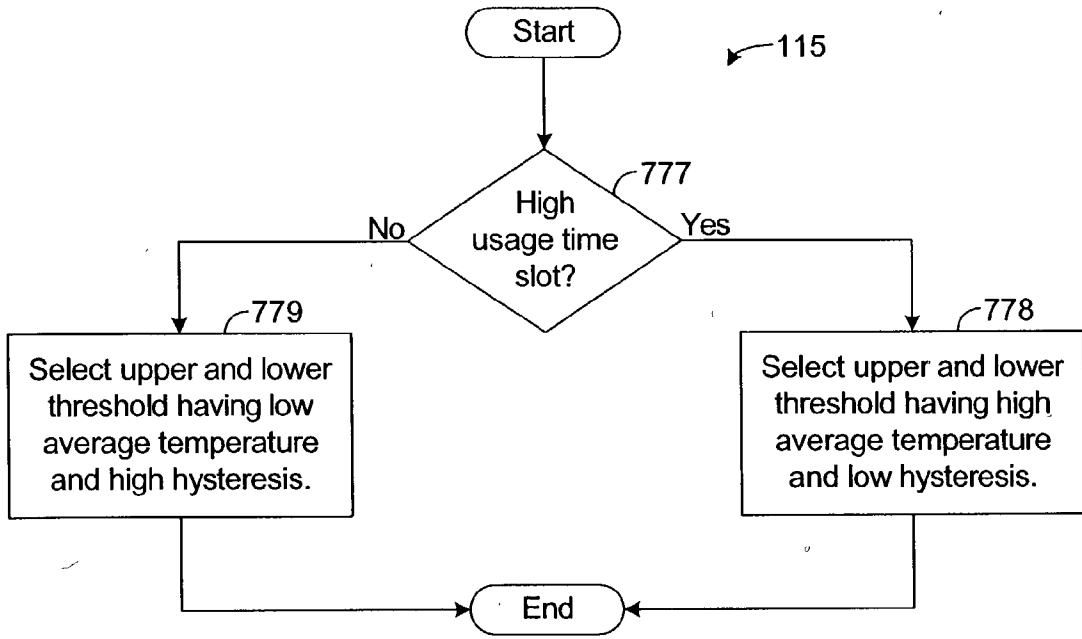 Start
115
777
High
usage time
slot?
No
Yes
779
Select upper and lower
threshold having low
average temperature
and high hysteresis.
778
Select upper and lower
threshold having high
average temperature
and low hysteresis.
End